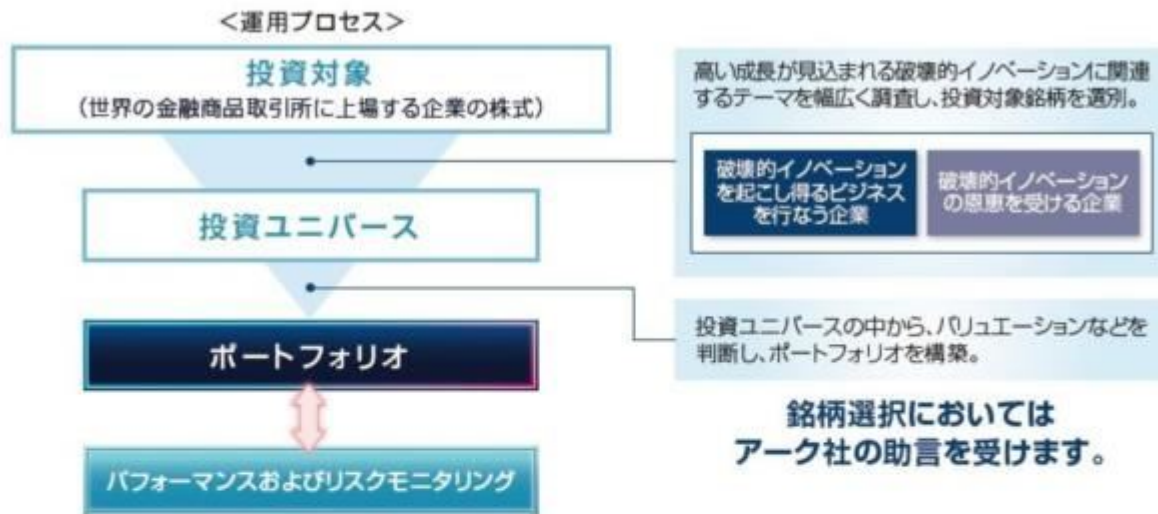 ＜運用プロセス＞
投資対象
（世界の金融商品取引所に上場する企業の株式）
投資ユニバース
ポートフォリオ
パフォーマンスおよびリスクモニタリング
高い成長が見込まれる破壊的イノベーションに関連
するテーマを幅広く調査し、投資対象銘柄を選別。
破壊的イノベーション
を起こし得るビジネス
を行なう企業
破壊的イノベーション
の恩恵を受ける企業
投資ユニバースの中から、バリュエーションなどを
判断し、ポートフォリオを構築。
銘柄選択においては
アーク社の助言を受けます。